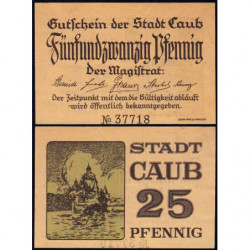 Gutschein der Stadt Caub
Fünfundzwanzig Pfennig
Der Magistrat:
Der Zeitpunkt mit dem die Gültigkeit abläuft
wird öffentlich bekanntgegeben.
№ 37718
STADT
CAUB
25
PFENNIG